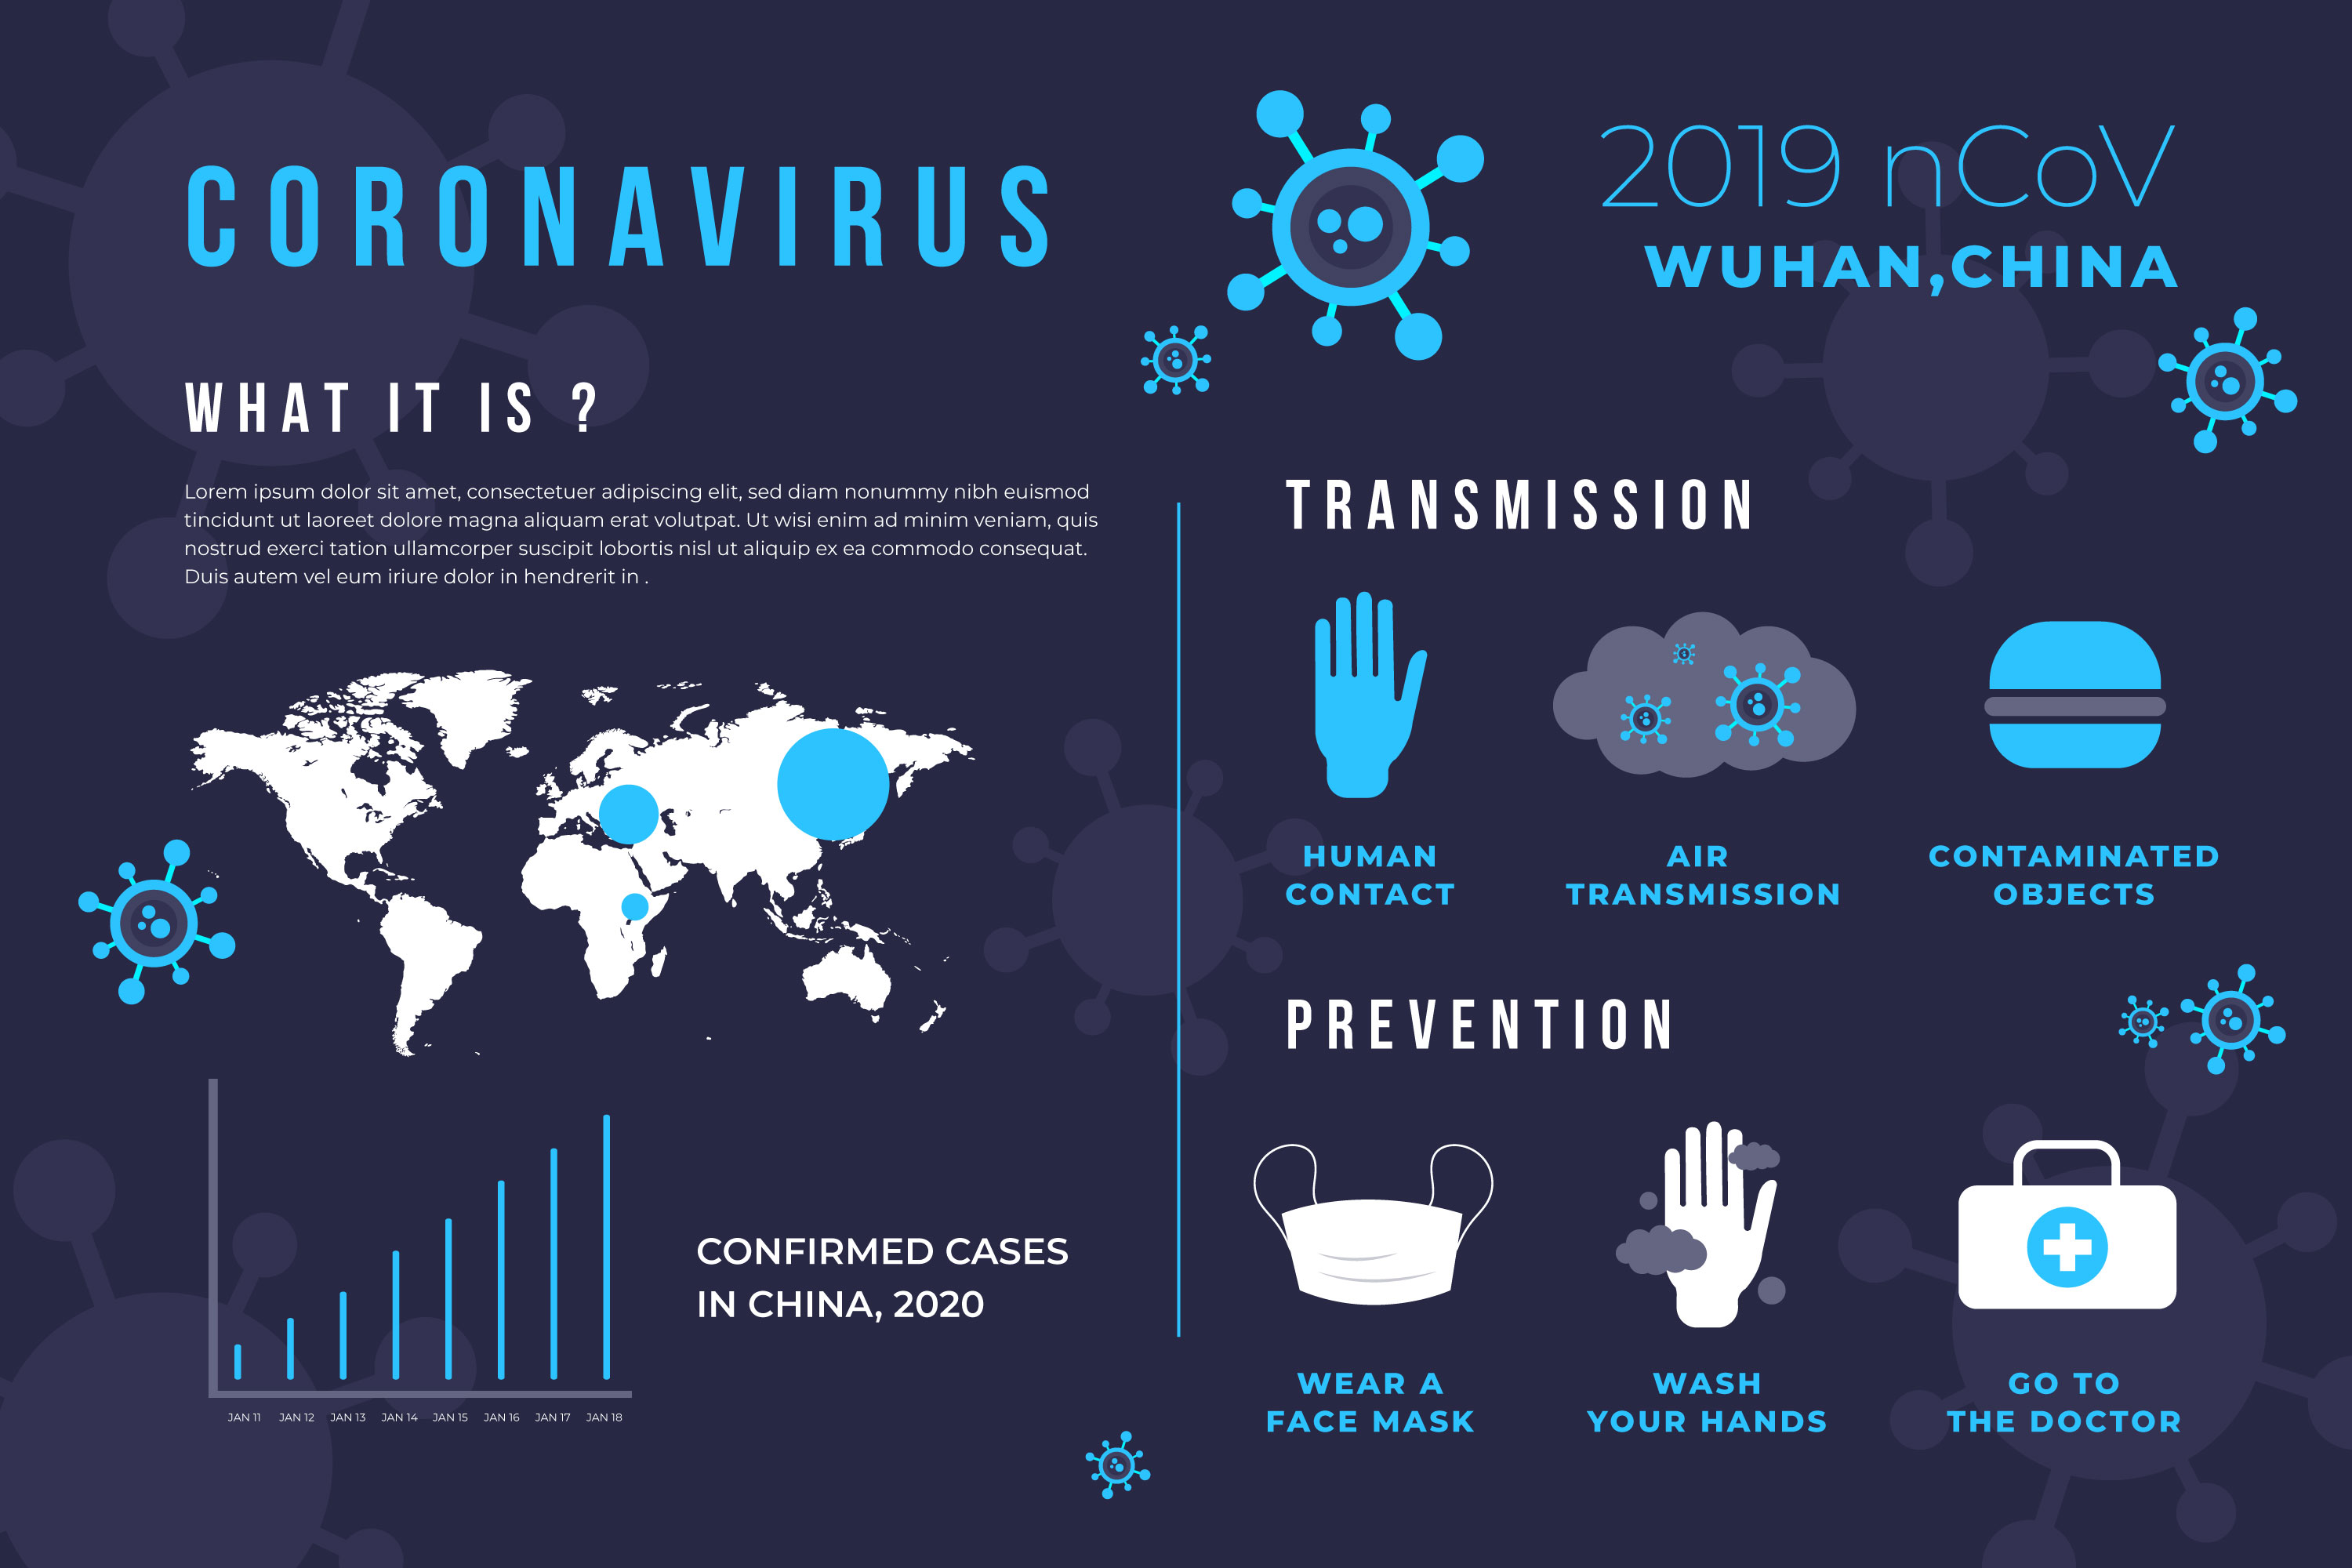 CORONAVIRUS
2019 nCoV
WUHAN,CHINA
WHAT IT IS ?
Lorem ipsum dolor sit amet, consectetuer adipiscing elit, sed diam nonummy nibh euismod
tincidunt ut laoreet dolore magna aliquam erat volutpat. Ut wisi enim ad minim veniam, quis
nostrud exerci tation ullamcorper suscipit lobortis nisl ut aliquip ex ea commodo consequat.
Duis autem vel eum iriure dolor in hendrerit in .
JAN 11 JAN 12 JAN 13 JAN 14 JAN 15 JAN 16 JAN 17 JAN 18
CONFIRMED CASES
IN CHINA, 2020
TRANSMISSION
HUMAN
CONTACT
AIR
TRANSMISSION
CONTAMINATED
OBJECTS
PREVENTION
WEAR A
FACE MASK
WASH
YOUR HANDS
GO TO
THE DOCTOR